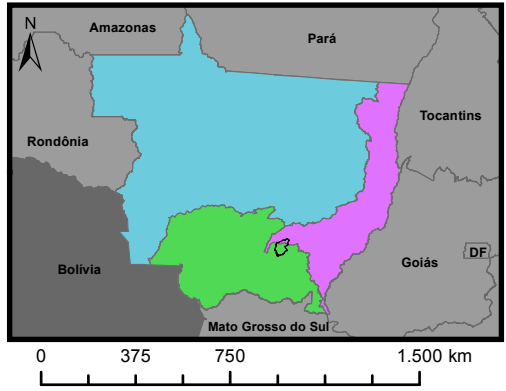 N
Amazonas
Pará
Tocantins
Rondônia
Goiás
DF
Bolívia
Mato Grosso do Sul
0 375 750 1.500 km